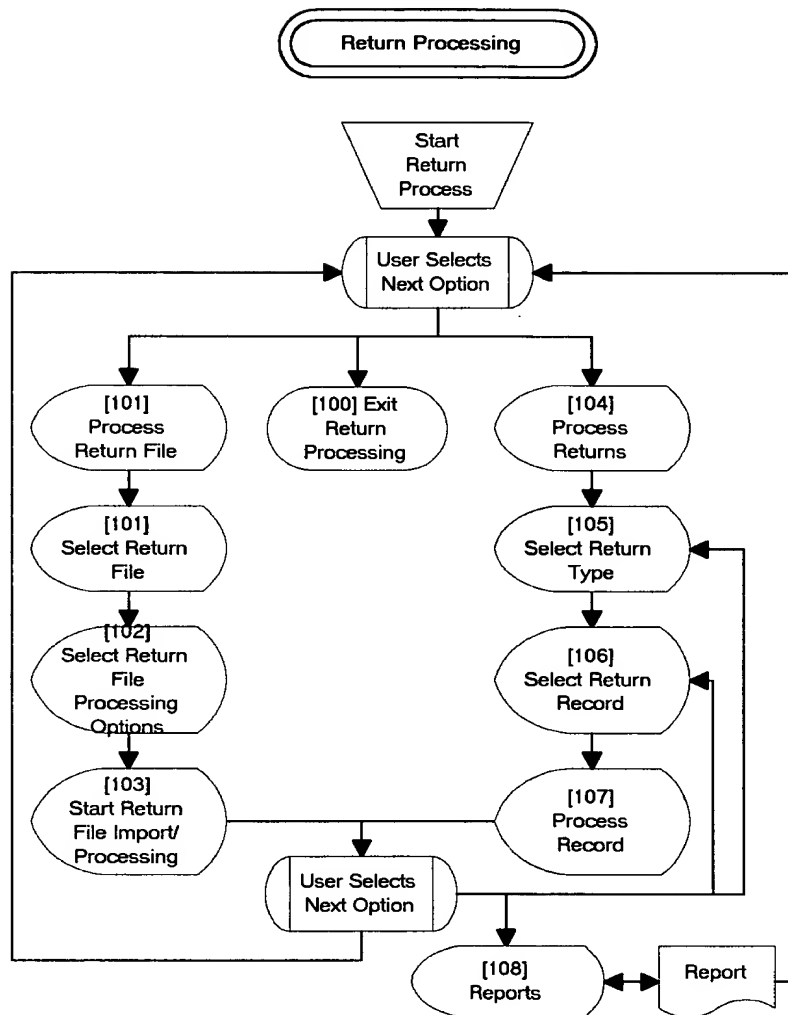 Return Processing
Start
Return
Process
User Selects
Next Option
[101]
Process
Return File
[100] Exit
Return
Processing
[104]
Process
Returns
[101]
Select Return
File
[105]
Select Return
Type
[102]
Select Return
File
Processing
Options
[106]
Select Return
Record
[103]
Start Return
File Import/
Processing
[107]
Process
Record
User Selects
Next Option
[108]
Reports
Report